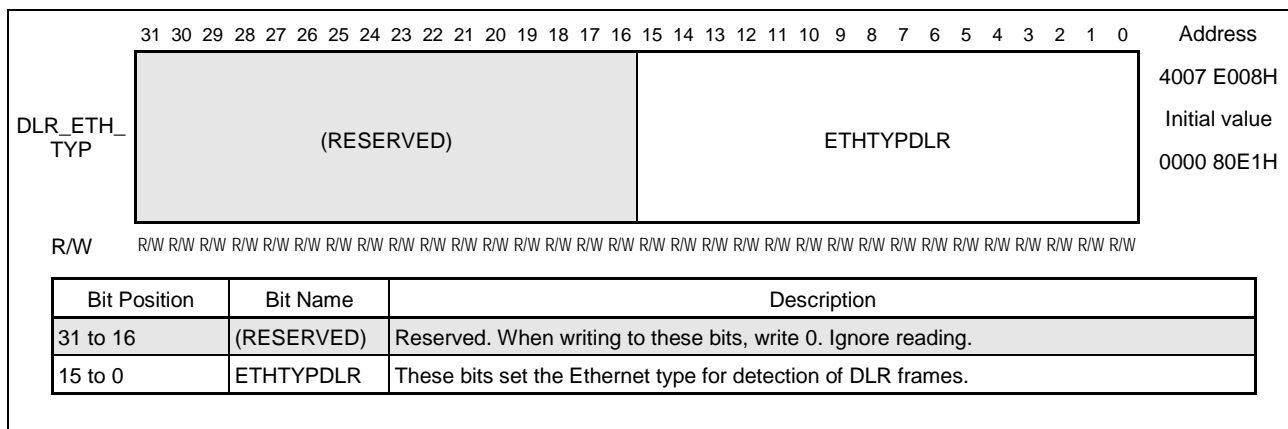 31 30 29 28 27 26 25 24 23 22 21 20 19 18 17 16 15 14 13 12 11 10 9 8 7 6 5 4 3 2 1 0 Address
4007 E008H
DLR_ETH_
TYP
(RESERVED) ETHTYPDLR
Initial value
0000 80E1H
R/W R/W R/W R/W R/W R/W R/W R/W R/W R/W R/W R/W R/W R/W R/W R/W R/W R/W R/W R/W R/W R/W R/W R/W R/W R/W R/W R/W R/W R/W R/W R/W R/W
Bit Position Bit Name Description
31 to 16 (RESERVED) Reserved. When writing to these bits, write 0. Ignore reading.
15 to 0 ETHTYPDLR These bits set the Ethernet type for detection of DLR frames.